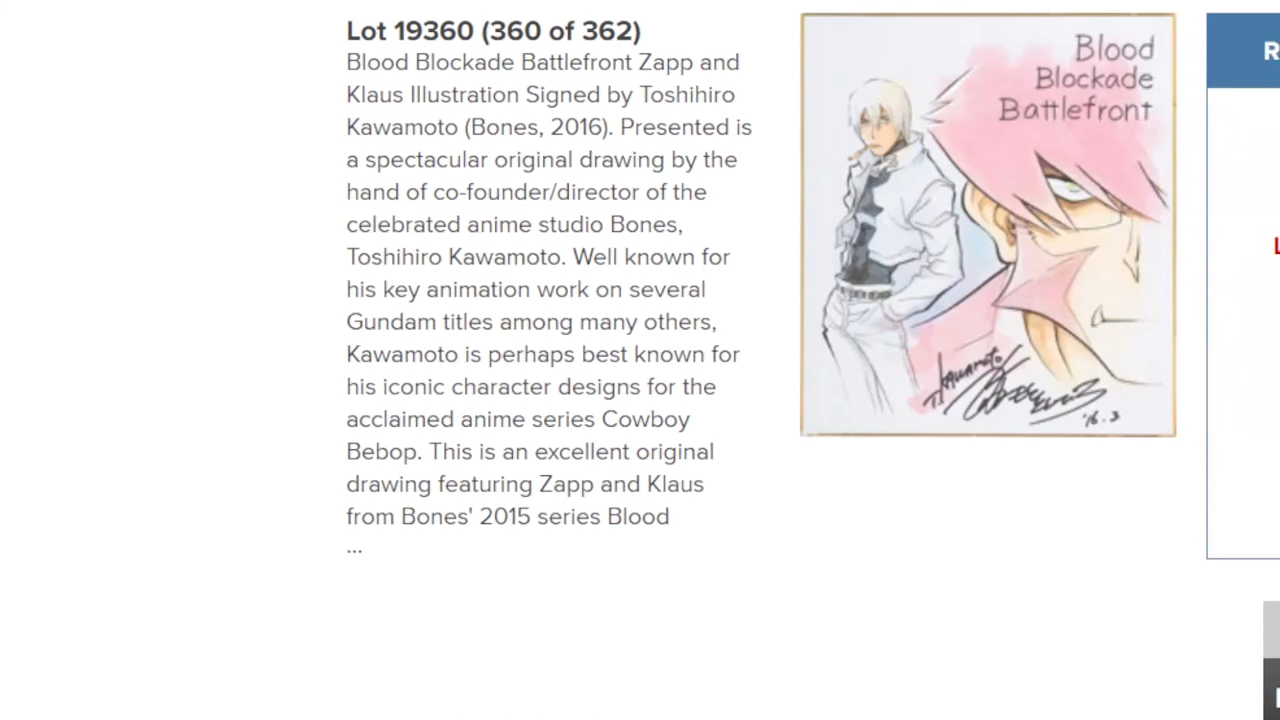 Lot 19360 (360 of 362)
Blood Blockade Battlefront Zapp and
Klaus Illustration Signed by Toshihiro
Kawamoto (Bones, 2016). Presented is
a spectacular original drawing by the
hand of co-founder/director of the
celebrated anime studio Bones,
Toshihiro Kawamoto. Well known for
his key animation work on several
Gundam titles among many others,
Kawamoto is perhaps best known for
his iconic character designs for the
acclaimed anime series Cowboy
Bebop. This is an excellent original
drawing featuring Zapp and Klaus
from Bones' 2015 series Blood
...
Blood
Blockade
Battlefront
T.Kawamoto
'16.3
R
L